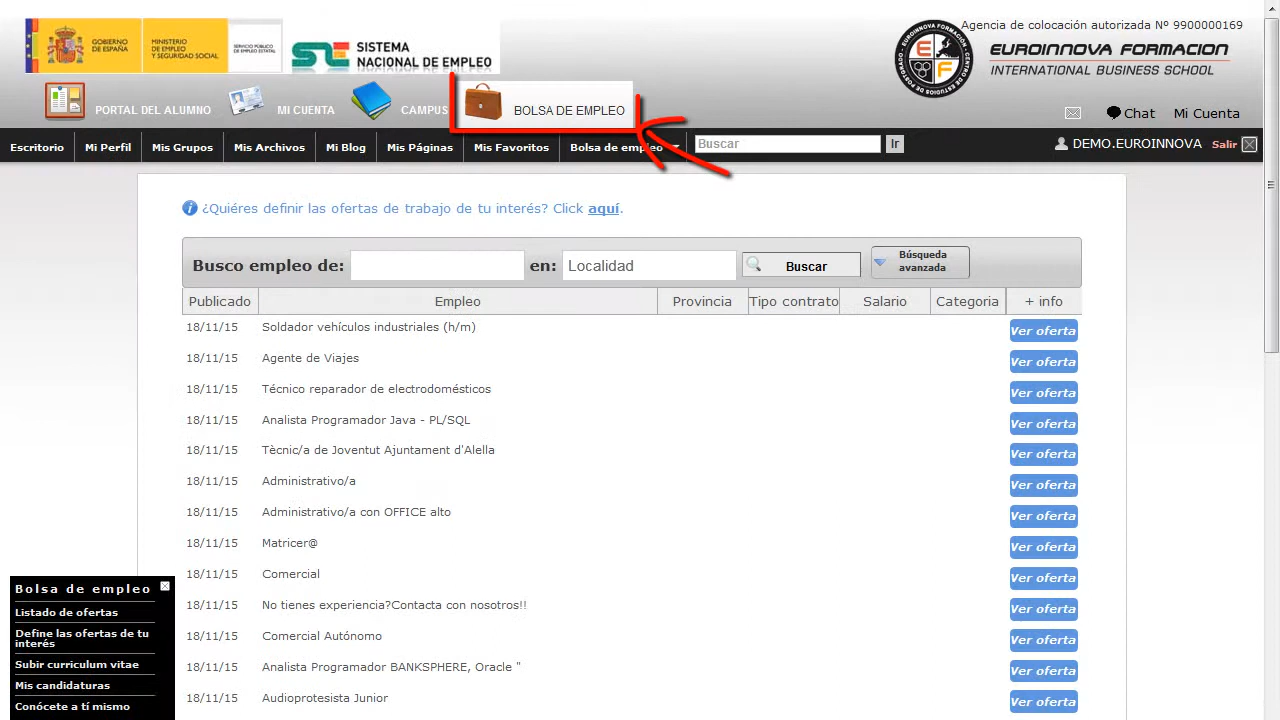 GOBIERNO DE ESPAÑA
MINISTERIO DE EMPLEO Y SEGURIDAD SOCIAL
SERVICIO PÚBLICO DE EMPLEO ESTATAL
SISTEMA NACIONAL DE EMPLEO
Agencia de colocación autorizada Nº 9900000169
EUROINNOVA FORMACION
INTERNATIONAL BUSINESS SCHOOL
PORTAL DEL ALUMNO
MI CUENTA
CAMPUS
BOLSA DE EMPLEO
Chat
Mi Cuenta
Escritorio
Mi Perfil
Mis Grupos
Mis Archivos
Mi Blog
Mis Páginas
Mis Favoritos
Bolsa de empleo
Buscar
Ir
DEMO.EUROINNOVA
Salir
¿Quiéres definir las ofertas de trabajo de tu interés? Click aquí.
Busco empleo de:
en:
Localidad
Buscar
Búsqueda avanzada
Publicado Empleo Provincia Tipo contrato Salario Categoria + info
18/11/15 Soldador vehículos industriales (h/m) Ver oferta
18/11/15 Agente de Viajes Ver oferta
18/11/15 Técnico reparador de electrodomésticos Ver oferta
18/11/15 Analista Programador Java - PL/SQL Ver oferta
18/11/15 Tècnic/a de Joventut Ajuntament d'Alella Ver oferta
18/11/15 Administrativo/a Ver oferta
18/11/15 Administrativo/a con OFFICE alto Ver oferta
18/11/15 Matricer@ Ver oferta
18/11/15 Comercial Ver oferta
18/11/15 No tienes experiencia?Contacta con nosotros!! Ver oferta
18/11/15 Comercial Autónomo Ver oferta
18/11/15 Analista Programador BANKSPHERE, Oracle " Ver oferta
18/11/15 Audioprotesista Junior Ver oferta
Bolsa de empleo
Listado de ofertas
Define las ofertas de tu
interés
Subir curriculum vitae
Mis candidaturas
Conócete a tí mismo